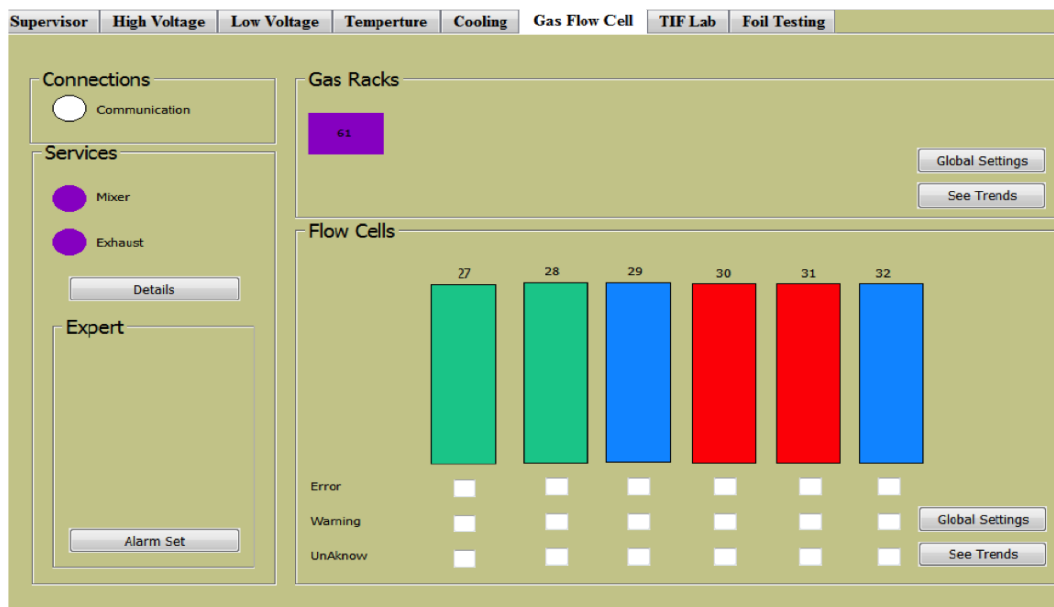 Supervisor High Voltage Low Voltage Temperture Cooling Gas Flow Cell TIF Lab Foil Testing
Connections
Communication
Services
Mixer
Exhaust
Details
Expert
Alarm Set
Gas Racks
61
Global Settings
See Trends
Flow Cells
27 28 29 30 31 32
Error
Warning
Global Settings
UnAknow
See Trends